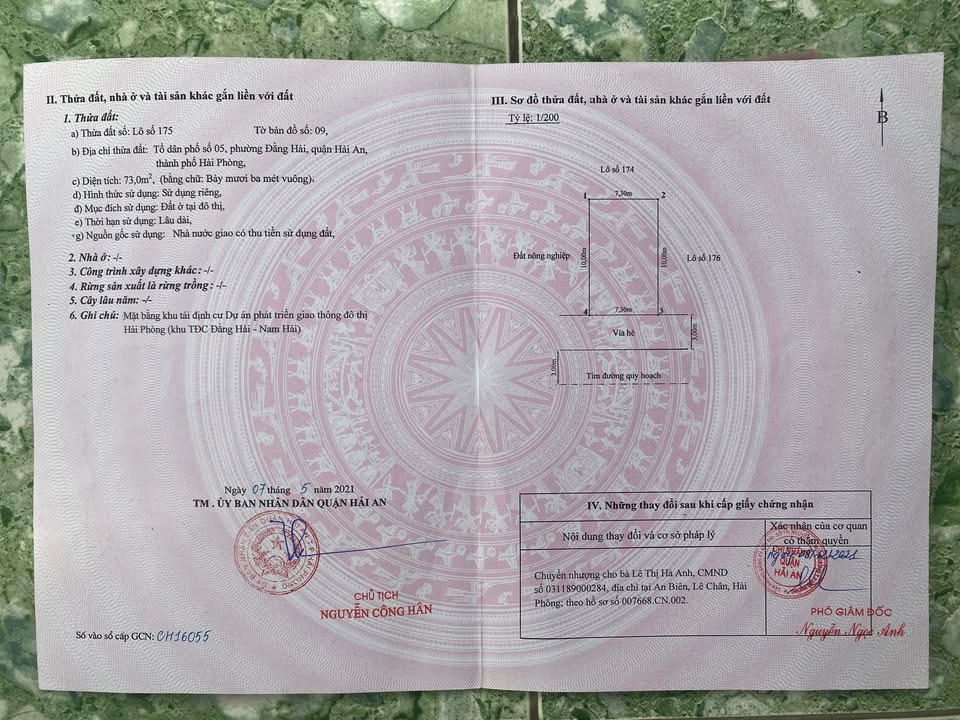 II. Thửa đất, nhà ở và tài sản khác gắn liền với đất
1. Thửa đất:
a) Thửa đất số: Lô số 175 Tờ bản đồ số: 09,
b) Địa chỉ thửa đất: Tổ dân phố số 05, phường Đằng Hải, quận Hải An,
thành phố Hải Phòng,
c) Diện tích: 73,0m², (bằng chữ: Bảy mươi ba mét vuông),
d) Hình thức sử dụng: Sử dụng riêng,
đ) Mục đích sử dụng: Đất ở tại đô thị,
e) Thời hạn sử dụng: Lâu dài,
g) Nguồn gốc sử dụng: Nhà nước giao có thu tiền sử dụng đất,
2. Nhà ở: -/-
3. Công trình xây dựng khác: -/-
4. Rừng sản xuất là rừng trồng: -/-
5. Cây lâu năm: -/-
6. Ghi chú: Mặt bằng khu tái định cư Dự án phát triển giao thông đô thị
Hải Phòng (khu TĐC Đằng Hải - Nam Hải)
Ngày 07 tháng 5 năm 2021
TM . ỦY BAN NHÂN DÂN QUẬN HẢI AN
CHỦ TỊCH
NGUYỄN CÔNG HÂN
Số vào sổ cấp GCN: CH16055
III. Sơ đồ thửa đất, nhà ở và tài sản khác gắn liền với đất
Tỷ lệ: 1/200
B
Lô số 174
1 7,30m 2
Đất nông nghiệp
10,00m
10,00m
Lô số 176
4 7,30m 3
Vỉa hè
3,00m
3,00m
Tim đường quy hoạch
IV. Những thay đổi sau khi cấp giấy chứng nhận
Nội dung thay đổi và cơ sở pháp lý
Xác nhận của cơ quan
có thẩm quyền
Chuyển nhượng cho bà Lê Thị Hà Anh, CMND
số 031189000284, địa chỉ tại An Biên, Lê Chân, Hải
Phòng; theo hồ sơ số 007668.CN.002.
CHI NHÁNH
QUẬN
HẢI AN
PHÓ GIÁM ĐỐC
Nguyễn Ngọc Anh